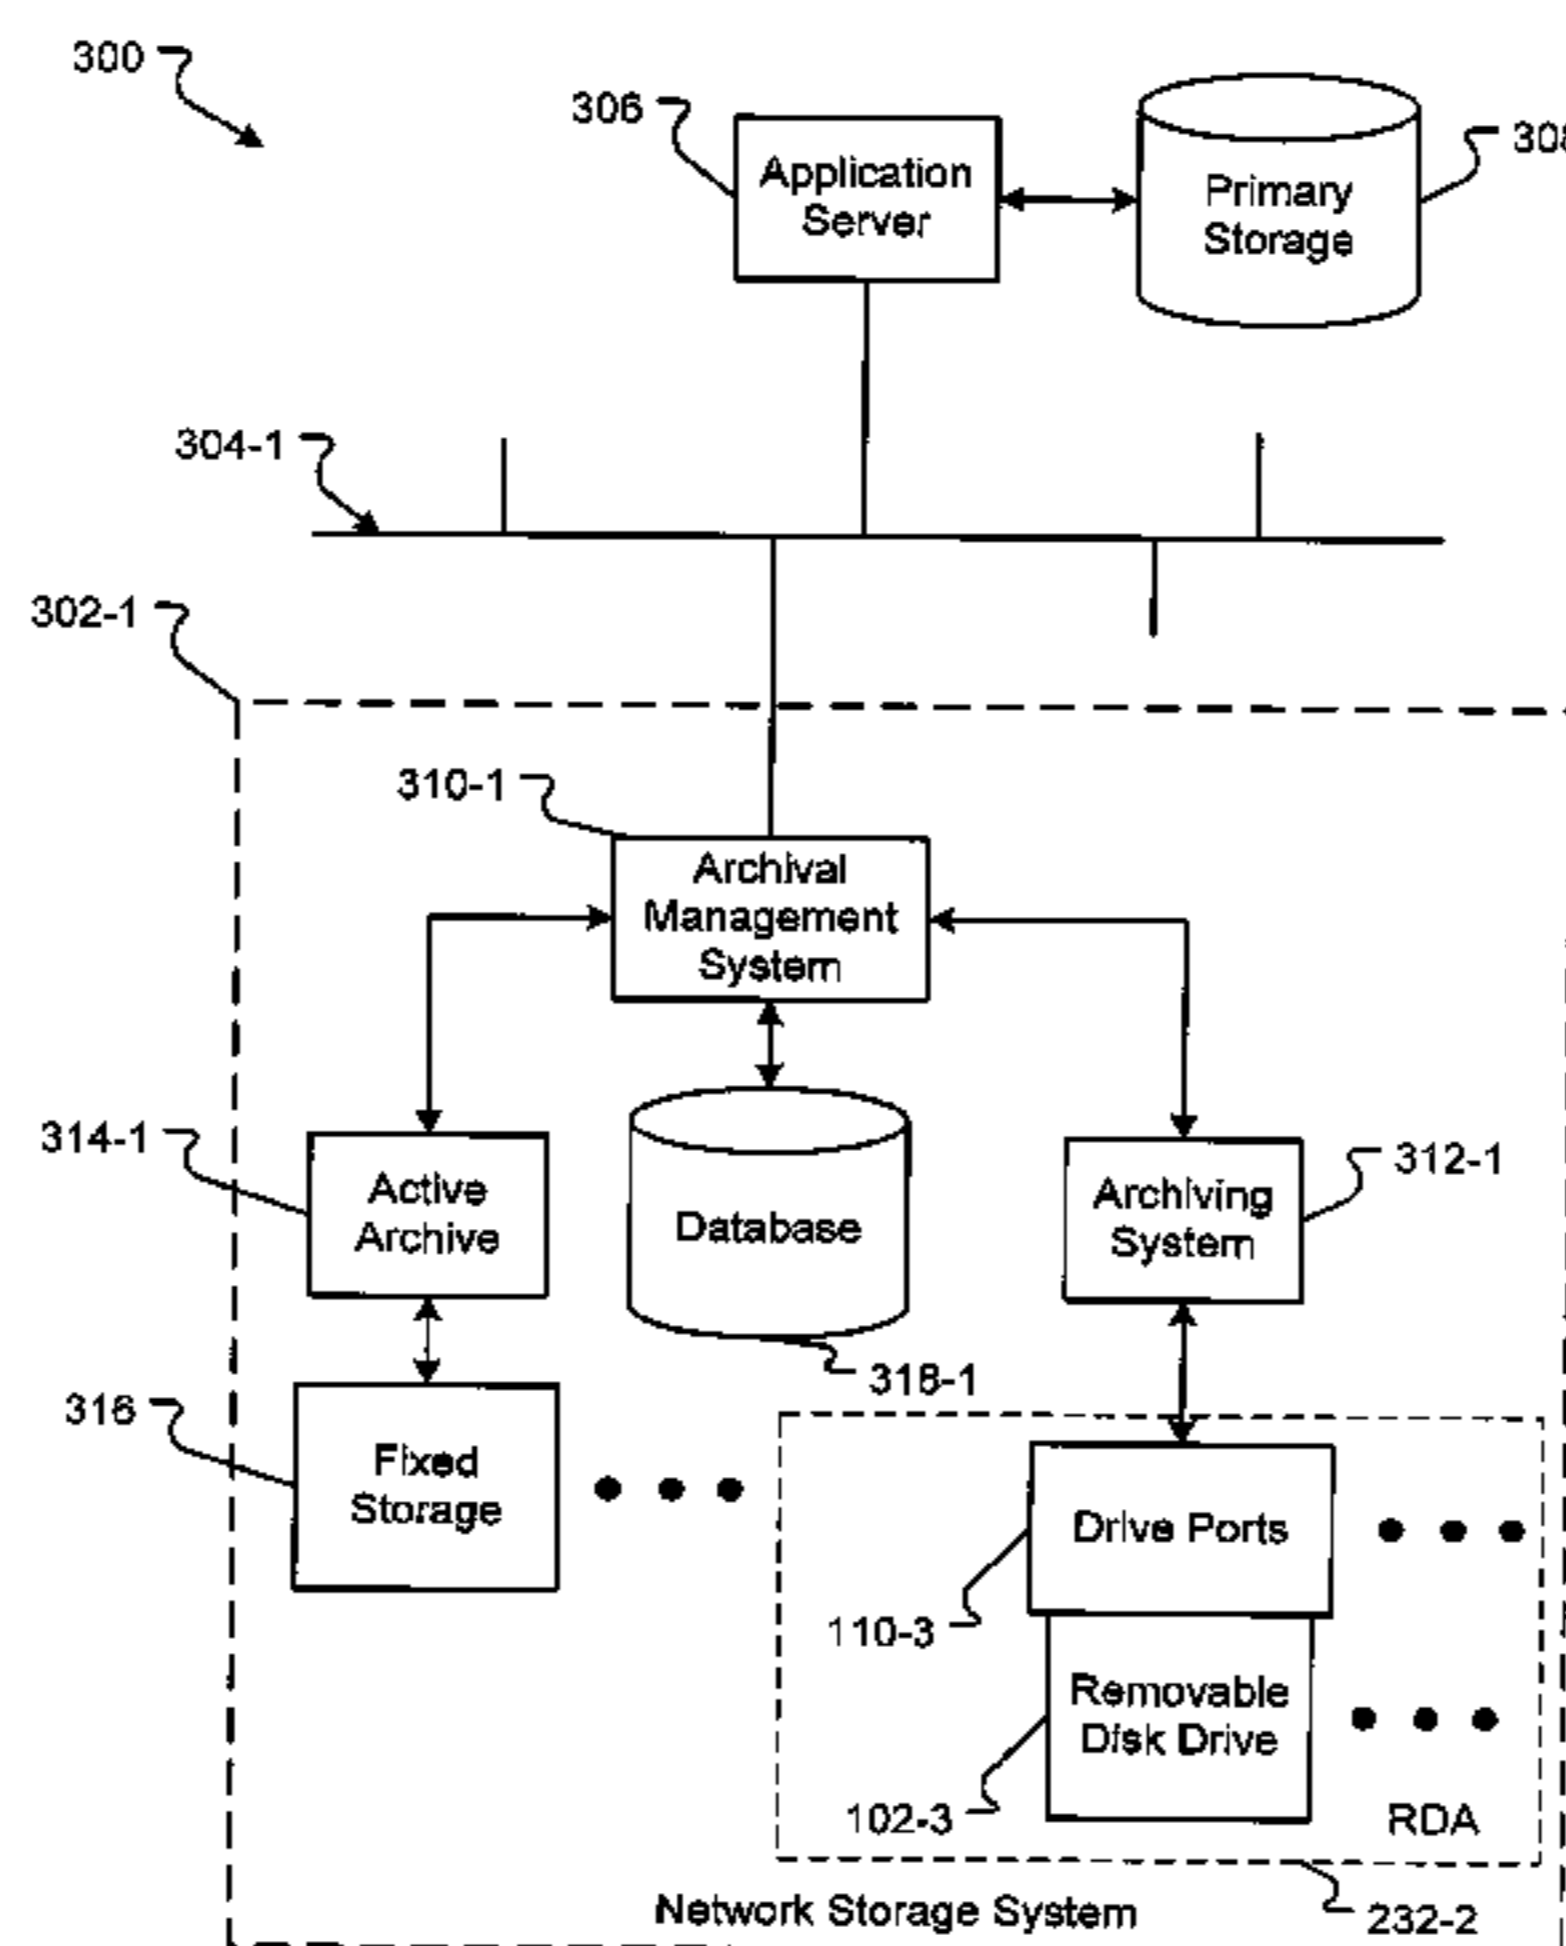 300
306
Application
Server
Primary
Storage
304-1
302-1
310-1
Archival
Management
System
314-1
Active
Archive
Database
Archiving
System
312-1
318-1
316
Fixed
Storage
Drive Ports
110-3
Removable
Disk Drive
102-3
RDA
Network Storage System
232-2